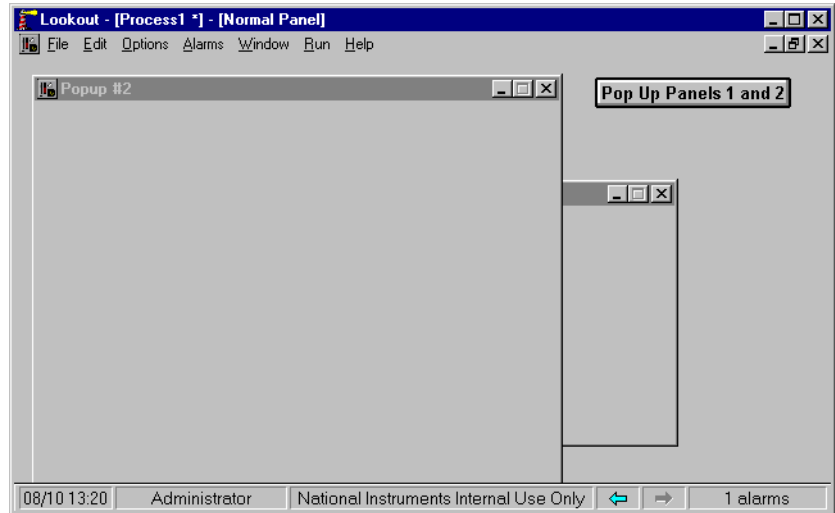 Lookout - [Process1 *] - [Normal Panel]
File Edit Options Alarms Window Run Help
Popup #2
Pop Up Panels 1 and 2
08/10 13:20 Administrator National Instruments Internal Use Only 1 alarms